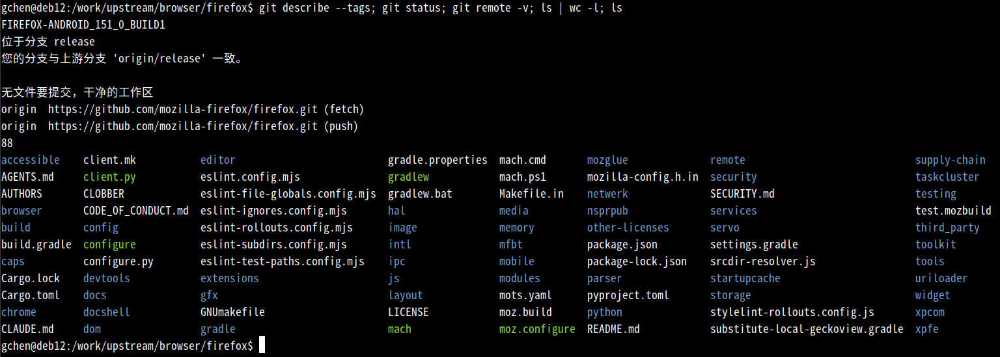 gchen@deb12:/work/upstream/browser/firefox$ git describe --tags; git status; git remote -v; ls | wc -l; ls
FIREFOX-ANDROID_151_0_BUILD1
位于分支 release
您的分支与上游分支 'origin/release' 一致。
无文件要提交，干净的工作区
origin  https://github.com/mozilla-firefox/firefox.git (fetch)
origin  https://github.com/mozilla-firefox/firefox.git (push)
88
accessible    client.mk           editor                          gradle.properties  mach.cmd       mozglue              remote                             supply-chain
AGENTS.md     client.py           eslint.config.mjs               gradlew            mach.ps1       mozilla-config.h.in  security                           taskcluster
AUTHORS       CLOBBER             eslint-file-globals.config.mjs  gradlew.bat        Makefile.in    netwerk              SECURITY.md                        testing
browser       CODE_OF_CONDUCT.md  eslint-ignores.config.mjs       hal                media          nsprpub              services                           test.mozbuild
build         config              eslint-rollouts.config.mjs      image              memory         other-licenses       servo                              third_party
build.gradle  configure           eslint-subdirs.config.mjs       intl               mfbt           package.json         settings.gradle                    toolkit
caps          configure.py        eslint-test-paths.config.mjs    ipc                mobile         package-lock.json    srcdir-resolver.js                 tools
Cargo.lock    devtools            extensions                      js                 modules        parser               startupcache                       uriloader
Cargo.toml    docs                gfx                             layout             mots.yaml      pyproject.toml       storage                            widget
chrome        docshell            GNUmakefile                     LICENSE            moz.build      python               stylelint-rollouts.config.js       xpcom
CLAUDE.md     dom                 gradle                          mach               moz.configure  README.md            substitute-local-geckoview.gradle  xpfe
gchen@deb12:/work/upstream/browser/firefox$